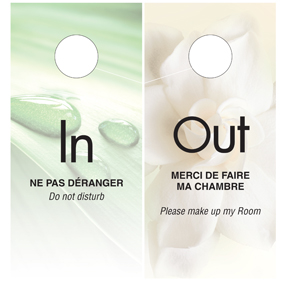 In
NE PAS DÉRANGER
Do not disturb
Out
MERCI DE FAIRE
MA CHAMBRE
Please make up my Room